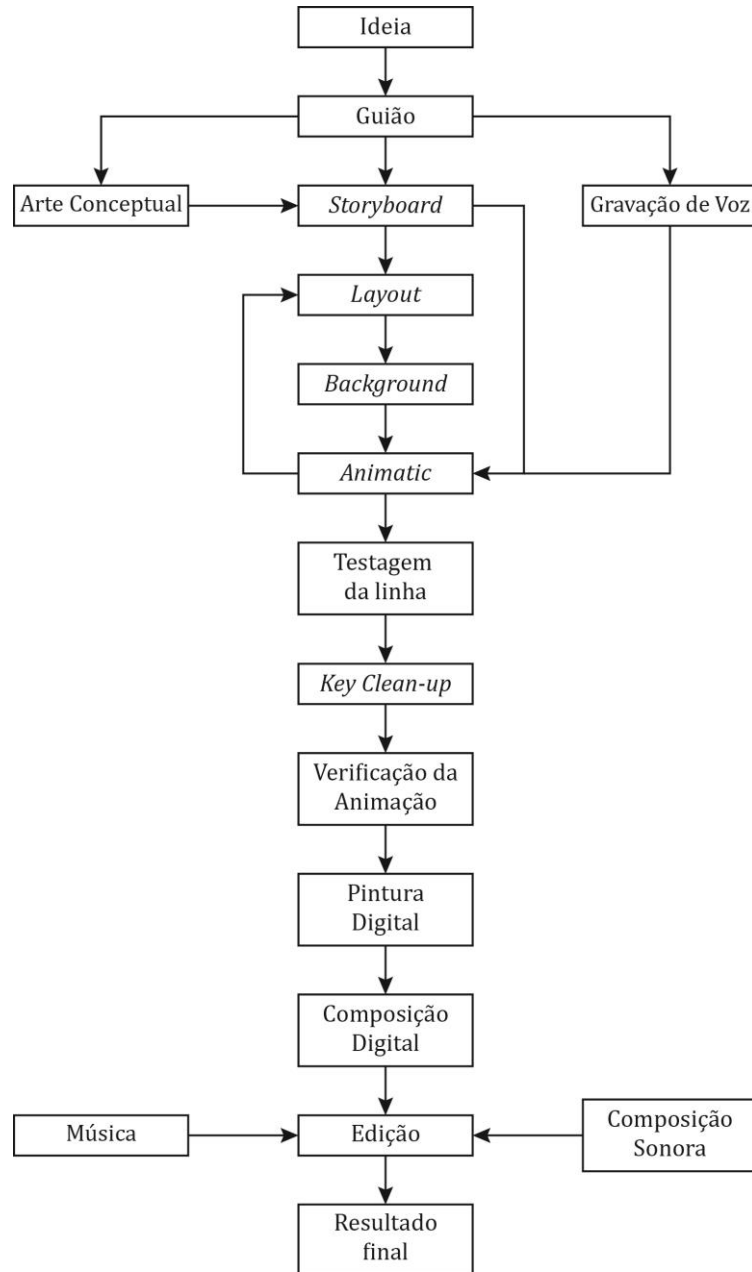 Ideia
Guião
Arte Conceptual
Storyboard
Gravação de Voz
Layout
Background
Animatic
Testagem
da linha
Key Clean-up
Verificação da
Animação
Pintura
Digital
Composição
Digital
Música
Edição
Composição
Sonora
Resultado
final